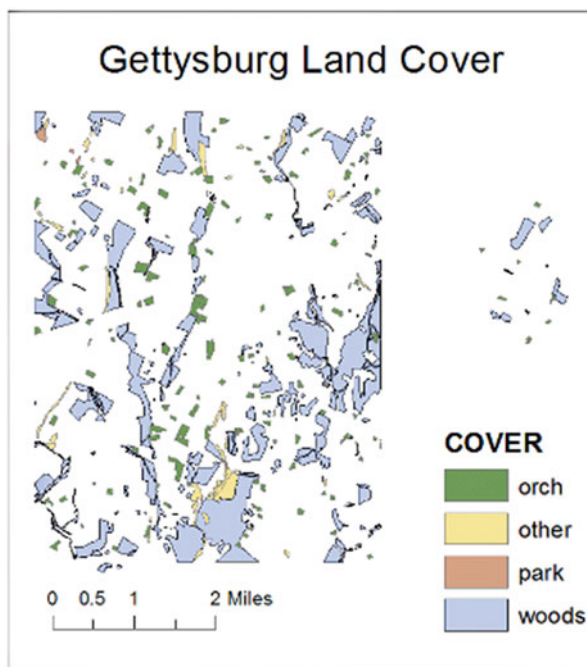 Gettysburg Land Cover
COVER
orch
other
park
woods
0 0.5 1 2 Miles